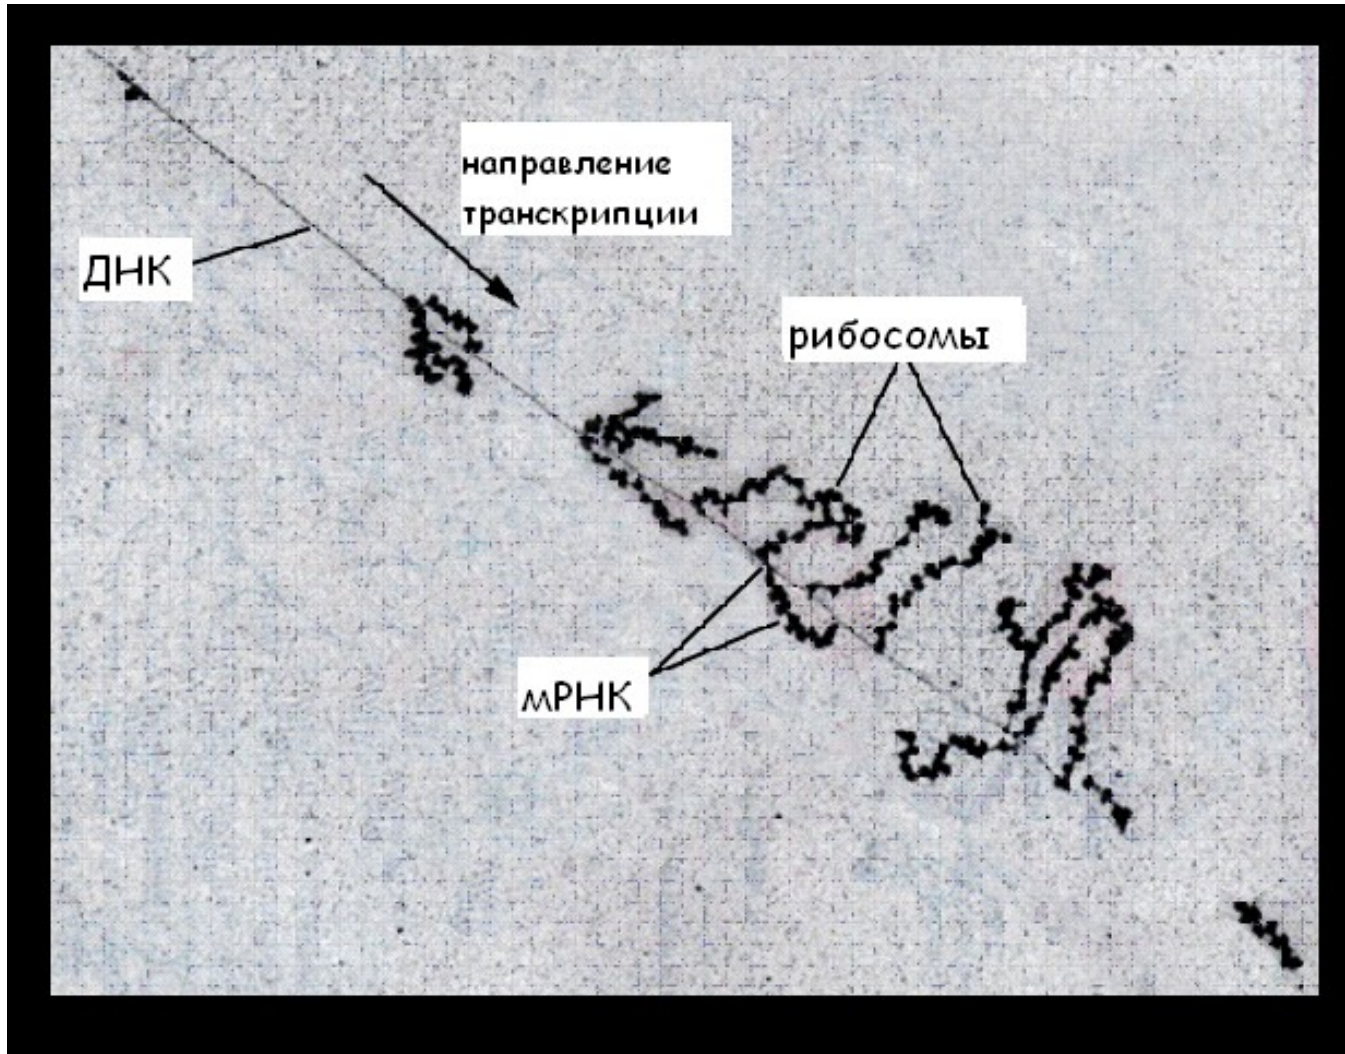 направление
транскрипции
ДНК
рибосомы
мРНК